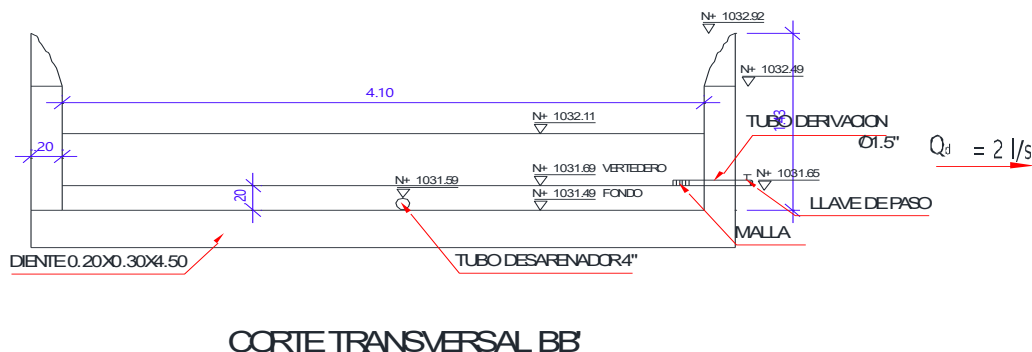 N+ 1032.92
N+ 1032.49
4.10
1.43
N+ 1032.11
TUBO DERIVACION
Ø1.5"
Qd = 2 l/s
.20
N+ 1031.69 VERTEDERO
N+ 1031.65
N+ 1031.59
20
N+ 1031.49 FONDO
LLAVE DE PASO
MALLA
DIENTE 0.20X0.30X4.50
TUBO DESARENADOR 4"
CORTE TRANSVERSAL BB'